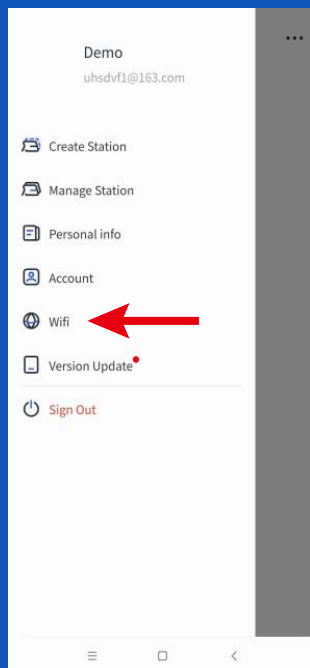 Demo
uhsdvf1@163.com
Create Station
Manage Station
Personal info
Account
Wifi
Version Update
Sign Out